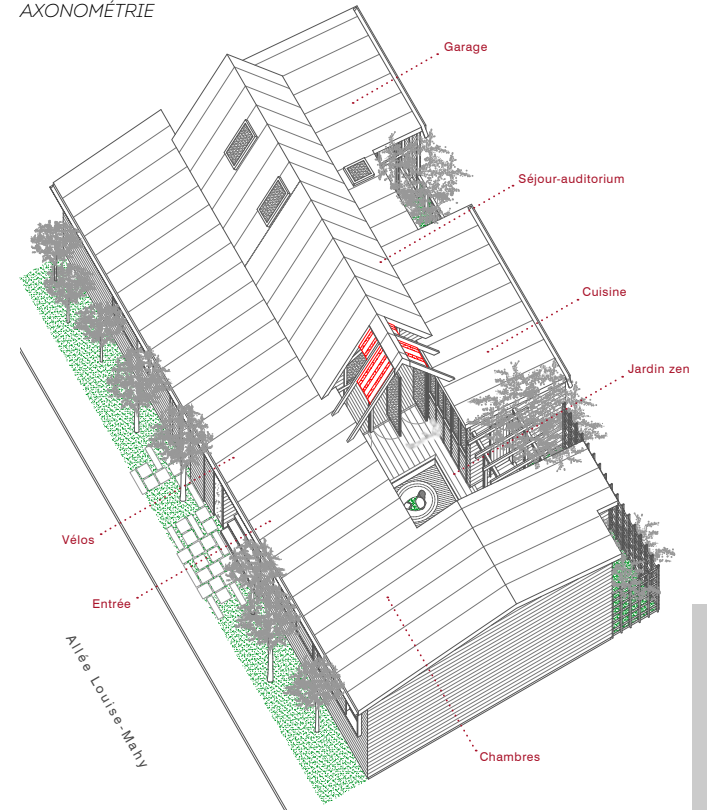 AXONOMÉTRIE
Garage
Séjour-auditorium
Cuisine
Jardin zen
Vélos
Entrée
Allée Louise-Mahy
Chambres